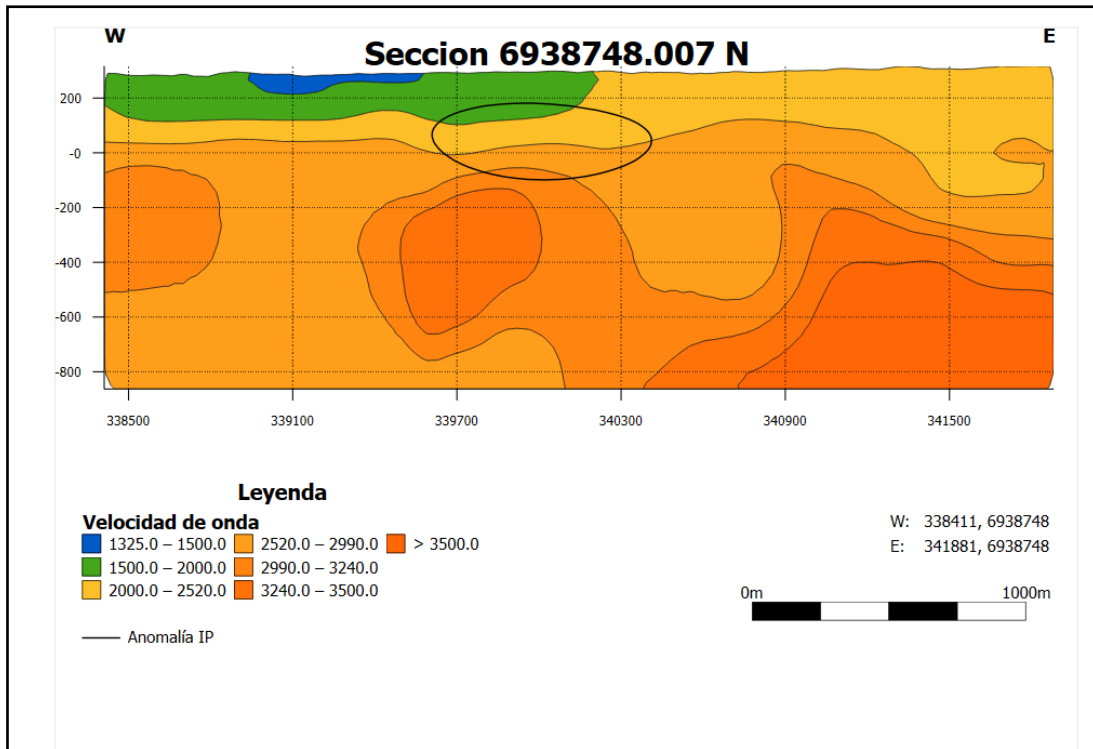 W E
Seccion 6938748.007 N
200
-0
-200
-400
-600
-800
338500 339100 339700 340300 340900 341500
Leyenda
Velocidad de onda
1325.0 – 1500.0 2520.0 – 2990.0 > 3500.0
1500.0 – 2000.0 2990.0 – 3240.0
2000.0 – 2520.0 3240.0 – 3500.0
Anomalía IP
W: 338411, 6938748
E: 341881, 6938748
0m 1000m